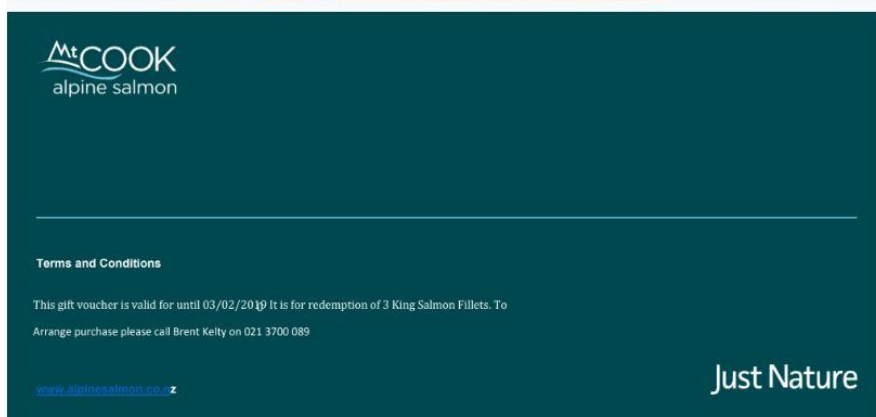 Mt COOK
alpine salmon
Terms and Conditions
This gift voucher is valid for until 03/02/2019 It is for redemption of 3 King Salmon Fillets. To
Arrange purchase please call Brent Kelty on 021 3700 089
www.alpinesalmon.co.nz
Just Nature